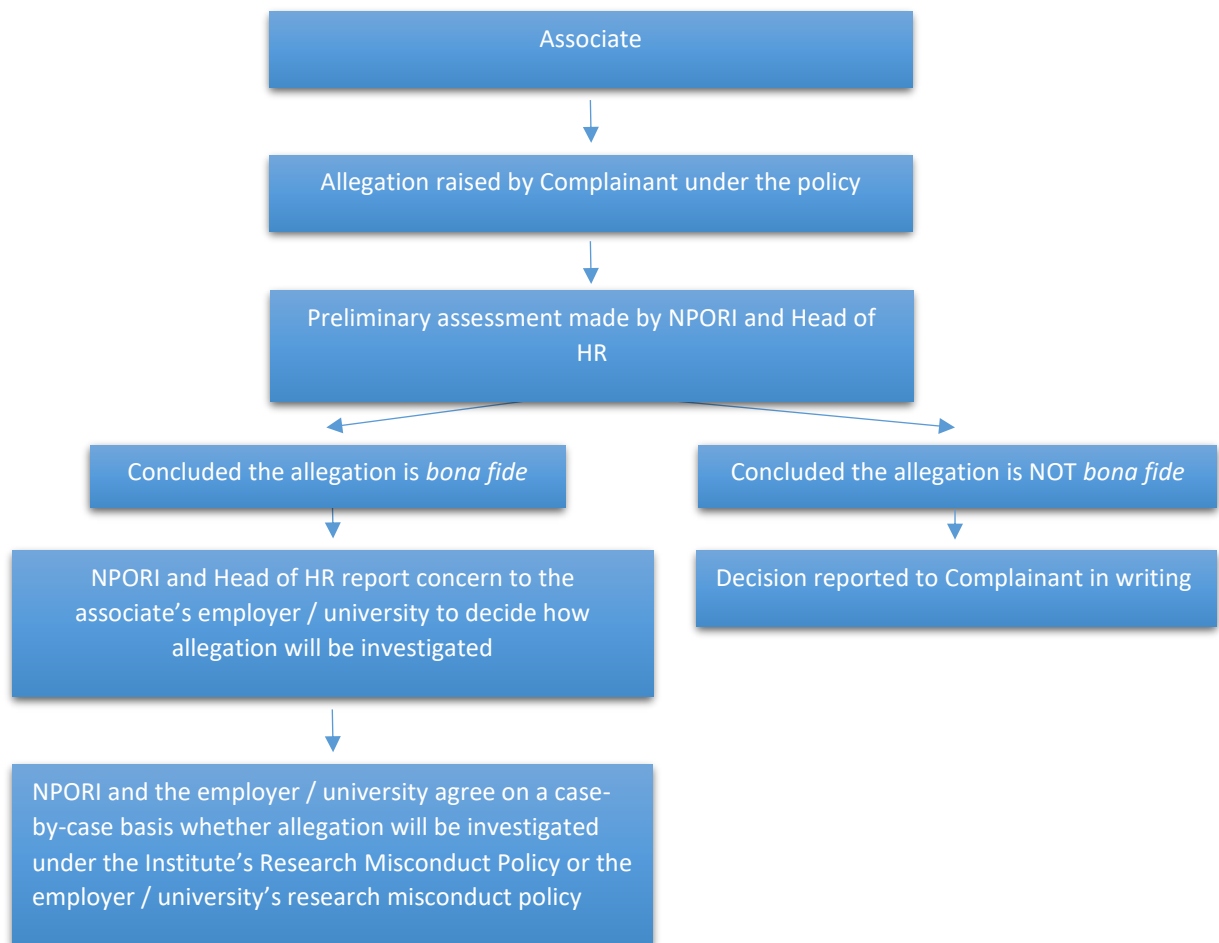 Associate
Allegation raised by Complainant under the policy
Preliminary assessment made by NPORI and Head of
HR
Concluded the allegation is bona fide
Concluded the allegation is NOT bona fide
NPORI and Head of HR report concern to the
associate’s employer / university to decide how
allegation will be investigated
Decision reported to Complainant in writing
NPORI and the employer / university agree on a case-
by-case basis whether allegation will be investigated
under the Institute’s Research Misconduct Policy or the
employer / university’s research misconduct policy